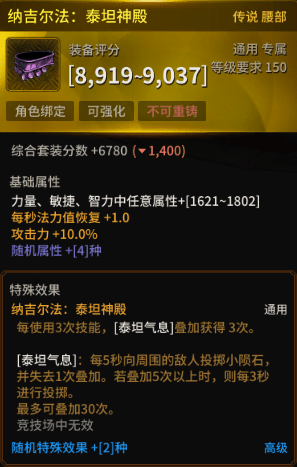 纳吉尔法：泰坦神殿
传说 腰部
装备评分
通用 专属
[8,919~9,037]
等级要求 150
角色绑定
可强化
不可重铸
综合套装分数 +6780 (▼1,400)
基础属性
力量、敏捷、智力中任意属性+[1621~1802]
每秒法力值恢复 +1.0
攻击力 +10.0%
随机属性 +[4]种
特殊效果
纳吉尔法：泰坦神殿
通用
每使用3次技能，[泰坦气息]叠加获得 3次。
[泰坦气息]：每5秒向周围的敌人投掷小陨石，
并失去1次叠加。若叠加5次以上时，则每3秒
进行投掷。
最多可叠加30次。
竞技场中无效
随机特殊效果 +[2]种
高级